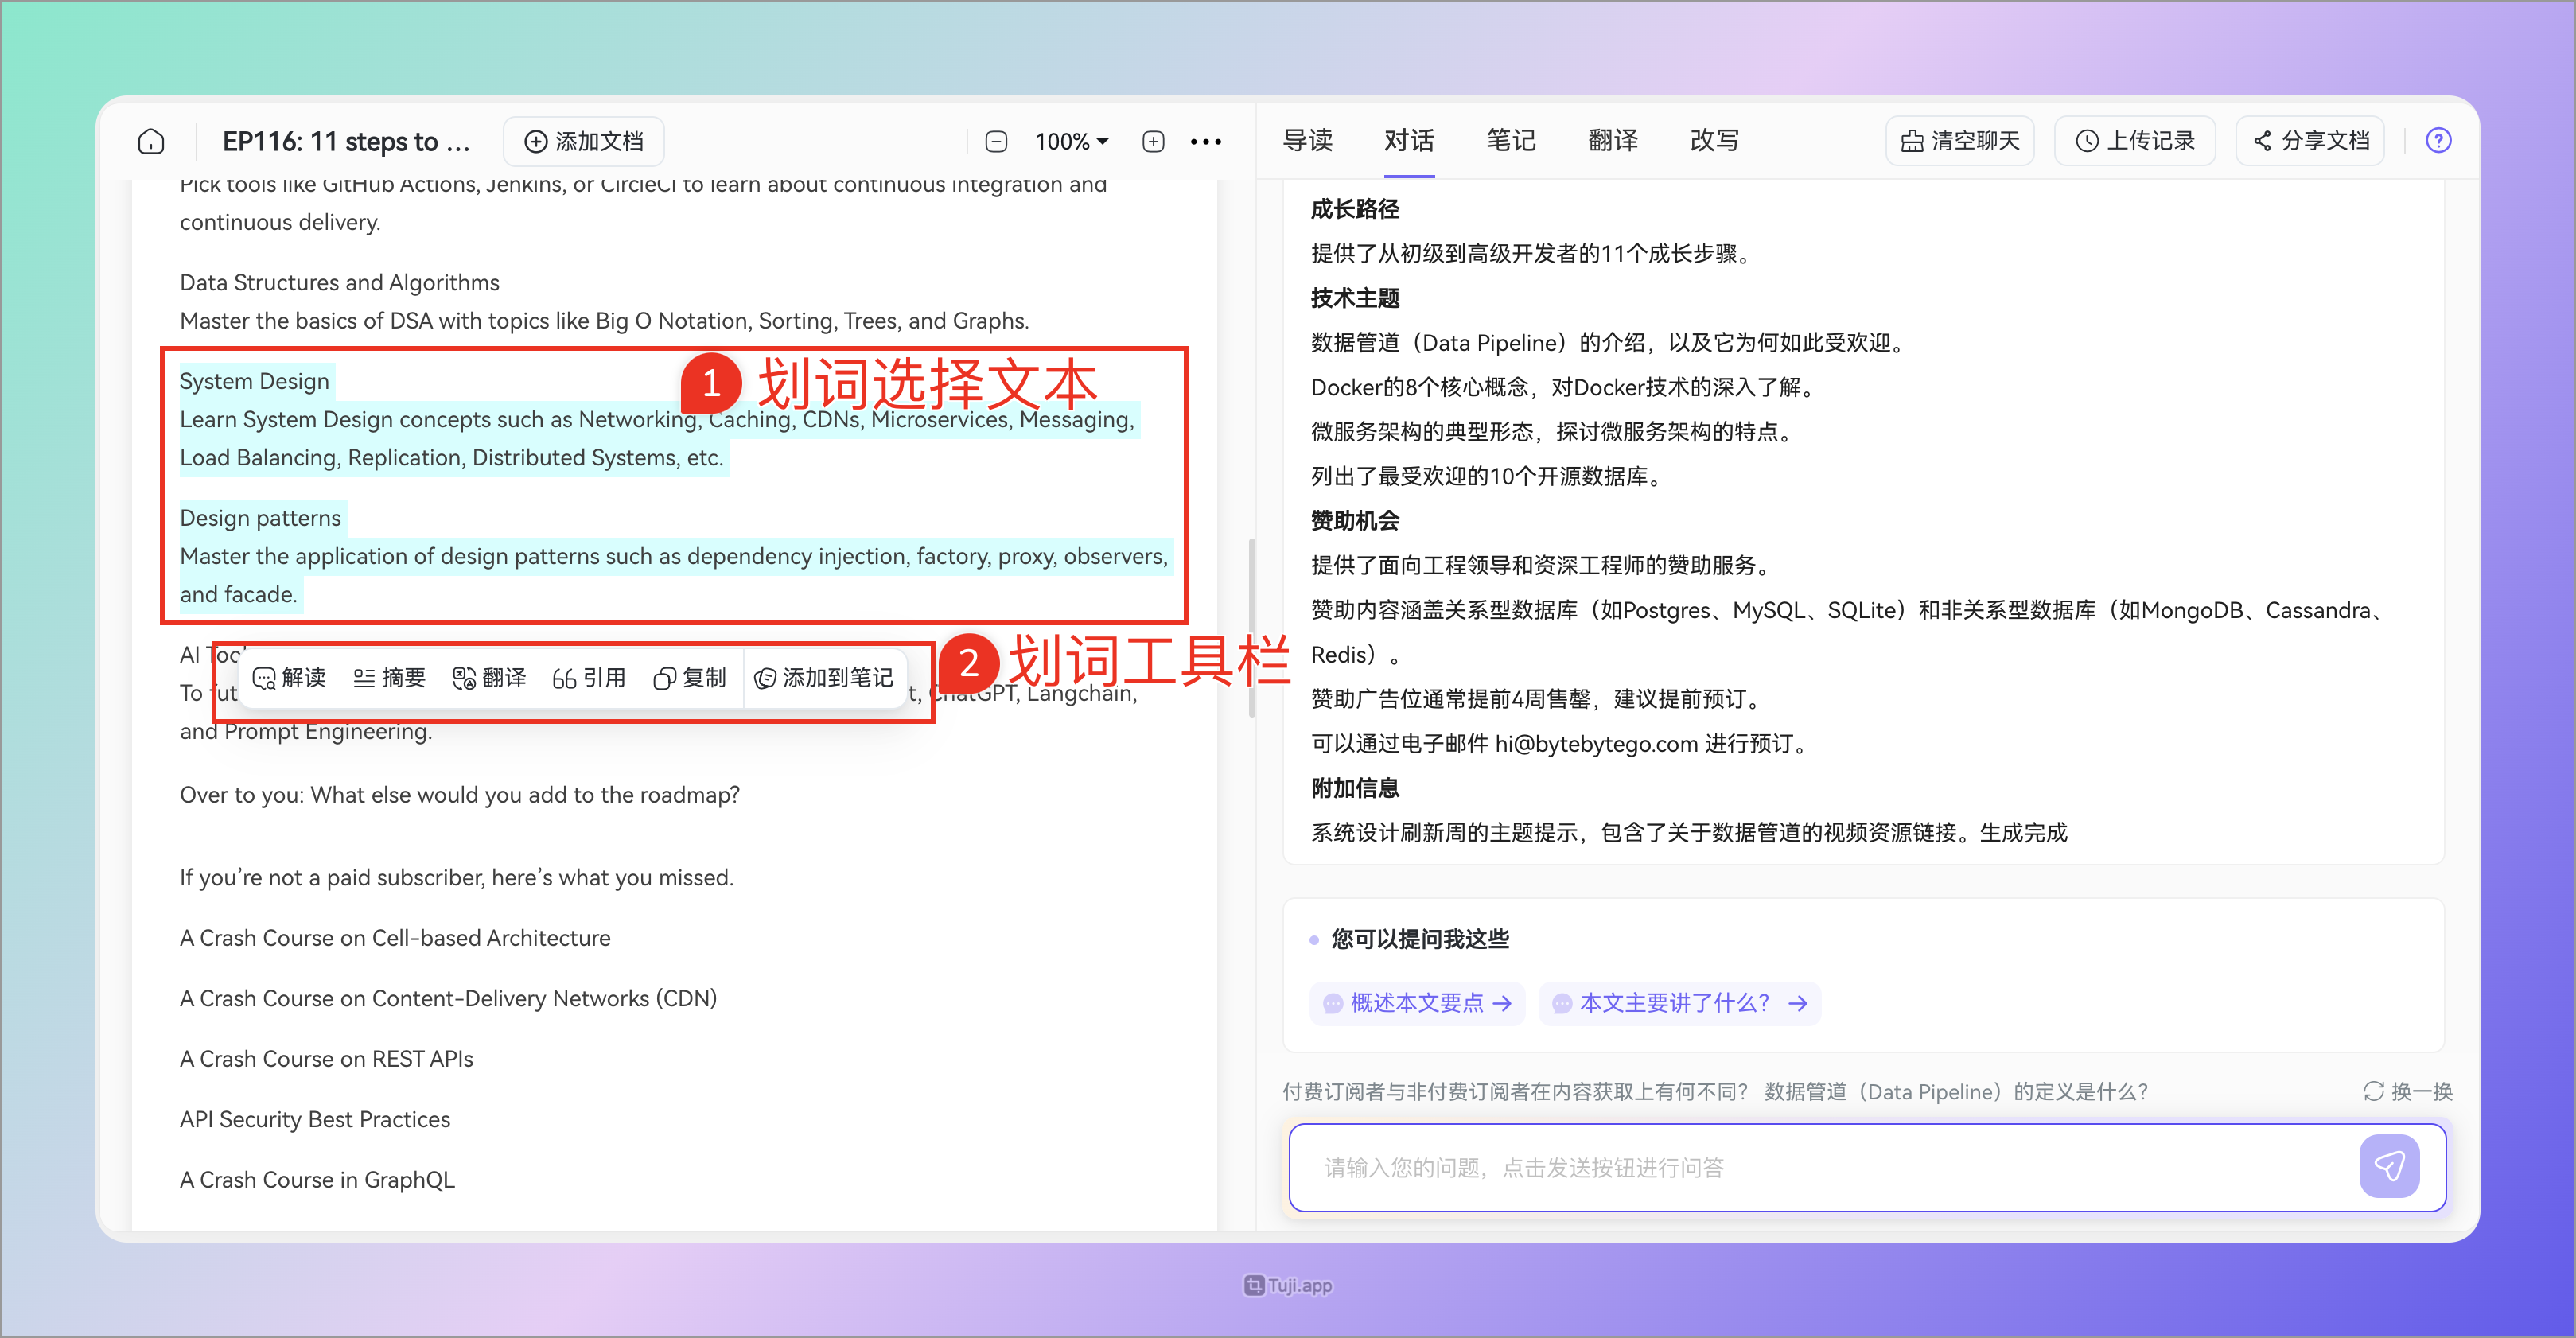 EP116: 11 steps to ...
添加文档
100%
导读 对话 笔记 翻译 改写
清空聊天
上传记录
分享文档
?
Pick tools like GitHub Actions, Jenkins, or CircleCI to learn about continuous integration and
continuous delivery.
Data Structures and Algorithms
Master the basics of DSA with topics like Big O Notation, Sorting, Trees, and Graphs.
1 划词选择文本
System Design
Learn System Design concepts such as Networking, Caching, CDNs, Microservices, Messaging,
Load Balancing, Replication, Distributed Systems, etc.
Design patterns
Master the application of design patterns such as dependency injection, factory, proxy, observers,
and facade.
2 划词工具栏
AI Tool
解读 摘要 翻译 引用 复制 添加到笔记
To fut t, ChatGPT, Langchain,
and Prompt Engineering.
Over to you: What else would you add to the roadmap?
If you’re not a paid subscriber, here’s what you missed.
A Crash Course on Cell-based Architecture
A Crash Course on Content-Delivery Networks (CDN)
A Crash Course on REST APIs
API Security Best Practices
A Crash Course in GraphQL
成长路径
提供了从初级到高级开发者的11个成长步骤。
技术主题
数据管道（Data Pipeline）的介绍，以及它为何如此受欢迎。
Docker的8个核心概念，对Docker技术的深入了解。
微服务架构的典型形态，探讨微服务架构的特点。
列出了最受欢迎的10个开源数据库。
赞助机会
提供了面向工程领导和资深工程师的赞助服务。
赞助内容涵盖关系型数据库（如Postgres、MySQL、SQLite）和非关系型数据库（如MongoDB、Cassandra、
Redis）。
赞助广告位通常提前4周售罄，建议提前预订。
可以通过电子邮件 hi@bytebytego.com 进行预订。
附加信息
系统设计刷新周的主题提示，包含了关于数据管道的视频资源链接。生成完成
您可以提问我这些
概述本文要点 →
本文主要讲了什么？ →
付费订阅者与非付费订阅者在内容获取上有何不同？ 数据管道（Data Pipeline）的定义是什么？
换一换
请输入您的问题，点击发送按钮进行问答
Tuji.app